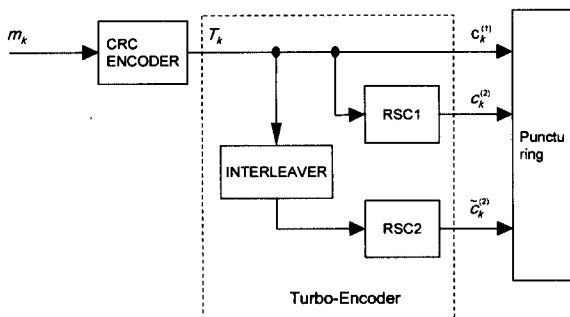 m_k
CRC
ENCODER
T_k
c_k^(1)
RSC1
c_k^(2)
Punctu
ring
INTERLEAVER
RSC2
c̃_k^(2)
Turbo-Encoder